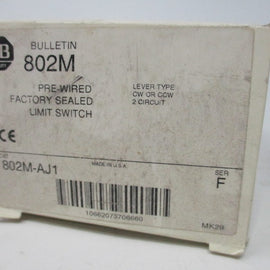 B
BULLETIN
802M
PRE-WIRED
FACTORY SEALED
LIMIT SWITCH
LEVER TYPE
CW OR CCW
2 CIRCUIT
CE
802M-AJ1
MADE IN U.S.A.
SER
F
10662073706660
MK29